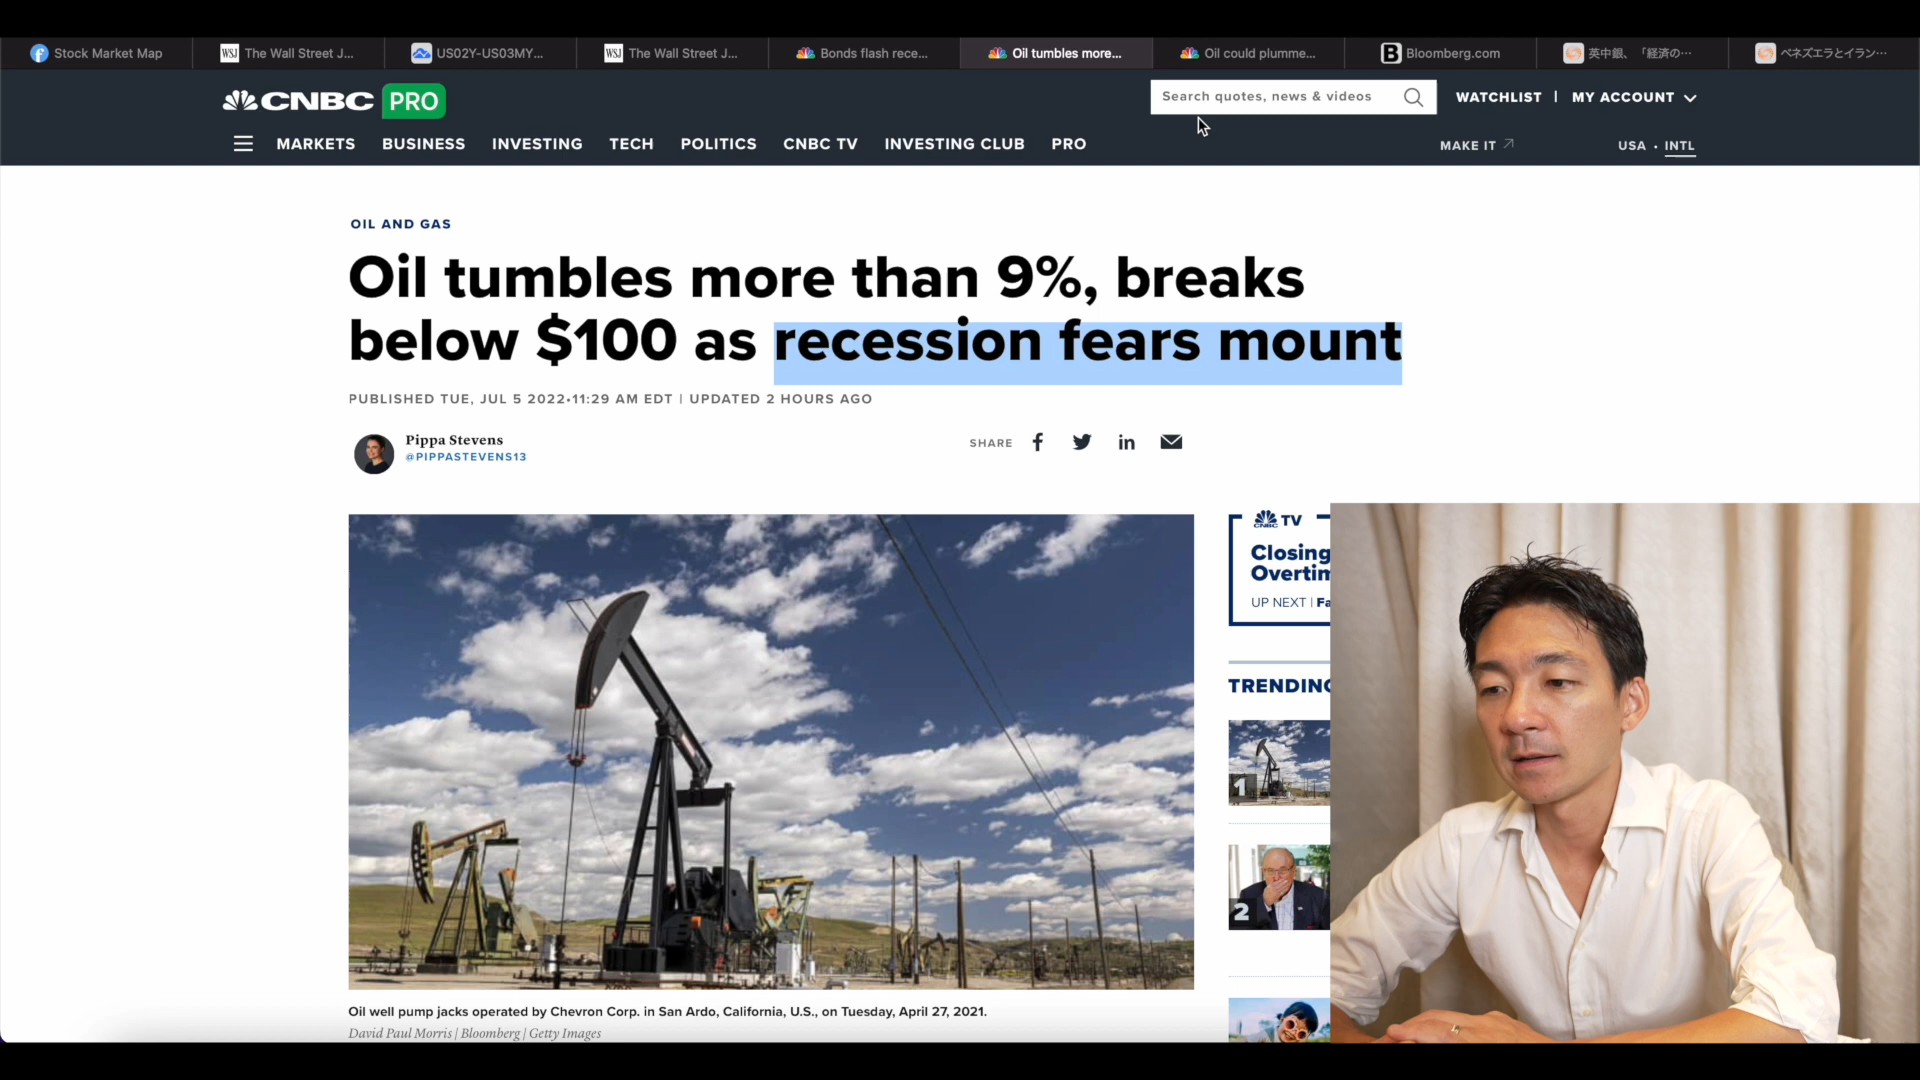 Stock Market Map
WSJ The Wall Street J...
US02Y-US03MY...
WSJ The Wall Street J...
Bonds flash rece...
Oil tumbles more...
Oil could plumme...
B Bloomberg.com
英中銀、「経済の…
ベネズエラとイラン…
CNBC PRO
Search quotes, news & videos
WATCHLIST | MY ACCOUNT
MARKETS BUSINESS INVESTING TECH POLITICS CNBC TV INVESTING CLUB PRO
MAKE IT
USA • INTL
OIL AND GAS
Oil tumbles more than 9%, breaks
below $100 as recession fears mount
PUBLISHED TUE, JUL 5 2022•11:29 AM EDT | UPDATED 2 HOURS AGO
Pippa Stevens
@PIPPASTEVENS13
SHARE
CNBC TV
Closing
Overtim
UP NEXT | Fa
TRENDING
1
2
Oil well pump jacks operated by Chevron Corp. in San Ardo, California, U.S., on Tuesday, April 27, 2021.
David Paul Morris | Bloomberg | Getty Images